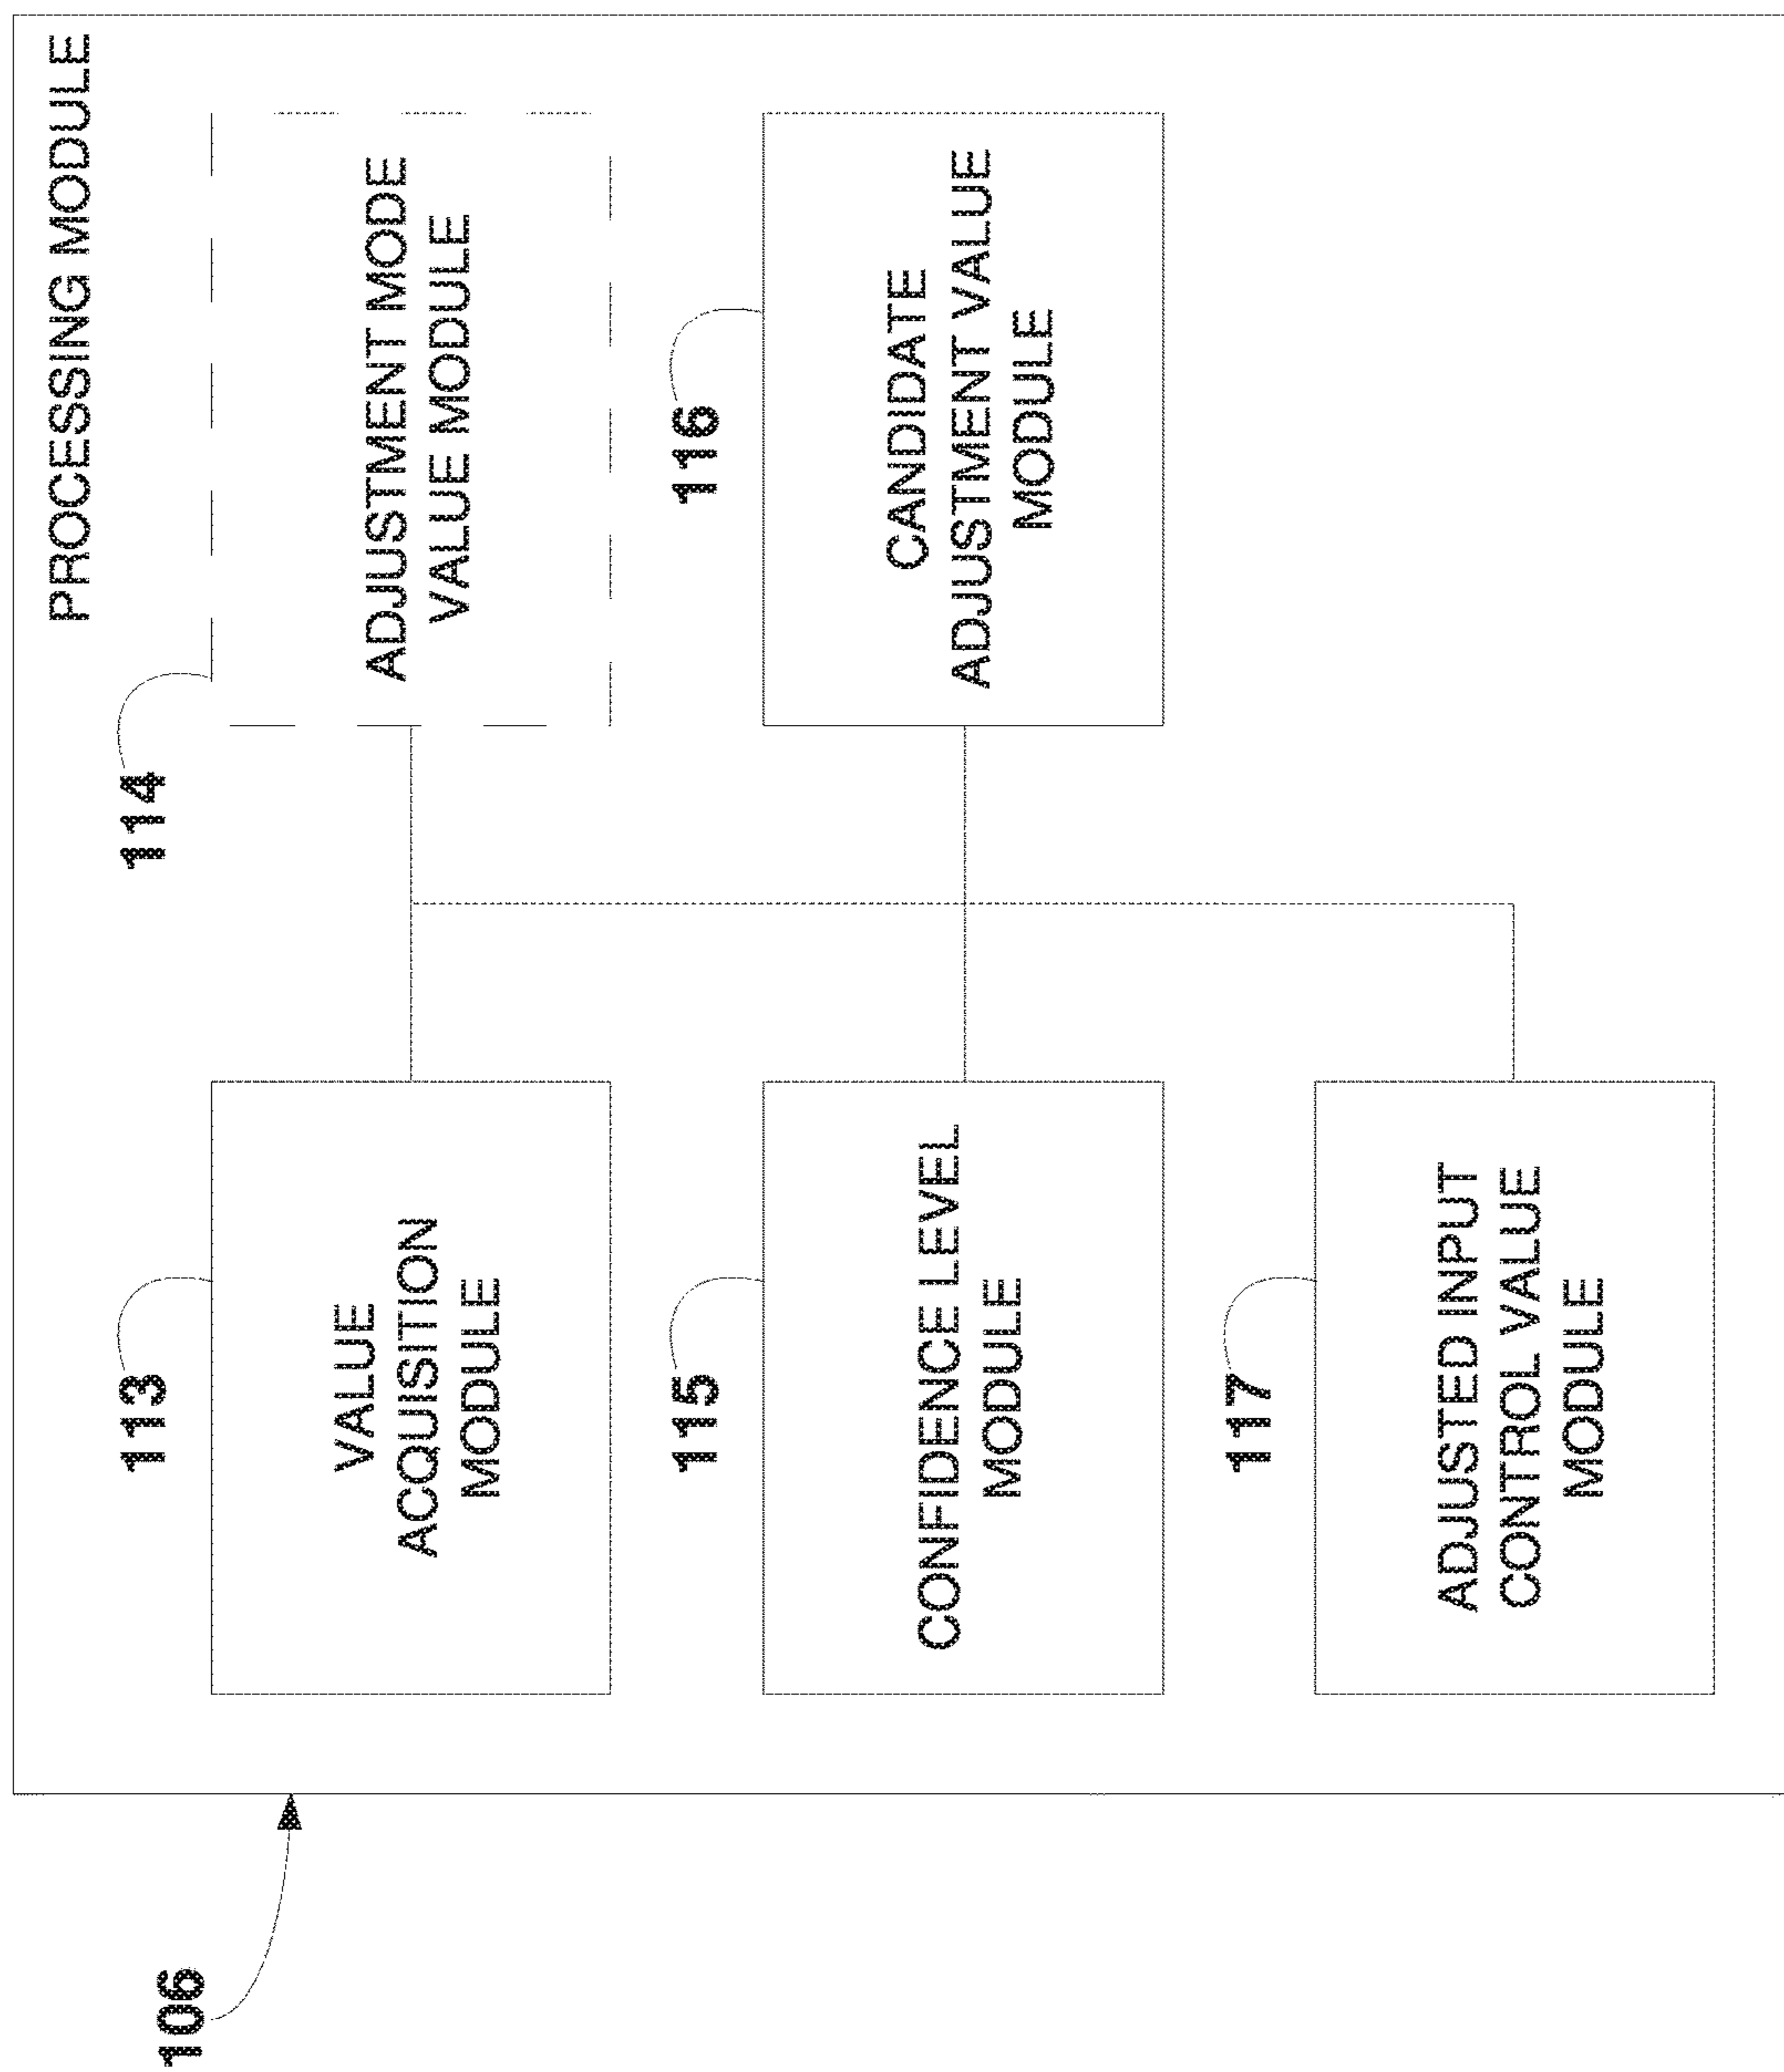 106
PROCESSING MODULE
113
VALUE
ACQUISITION
MODULE
114
ADJUSTMENT MODE
VALUE MODULE
115
CONFIDENCE LEVEL
MODULE
116
CANDIDATE
ADJUSTMENT VALUE
MODULE
117
ADJUSTED INPUT
CONTROL VALUE
MODULE